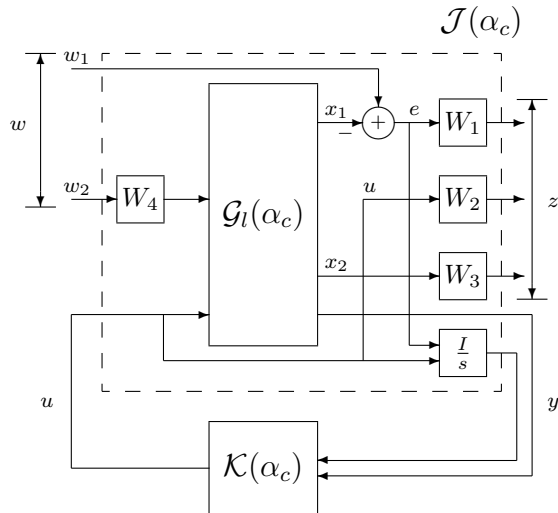 𝒥(α_c)
w_1
x_1
e
W_1
+
−
w
w_2
W_4
𝒢_l(α_c)
u
W_2
z
x_2
W_3
I/s
u
y
𝒦(α_c)